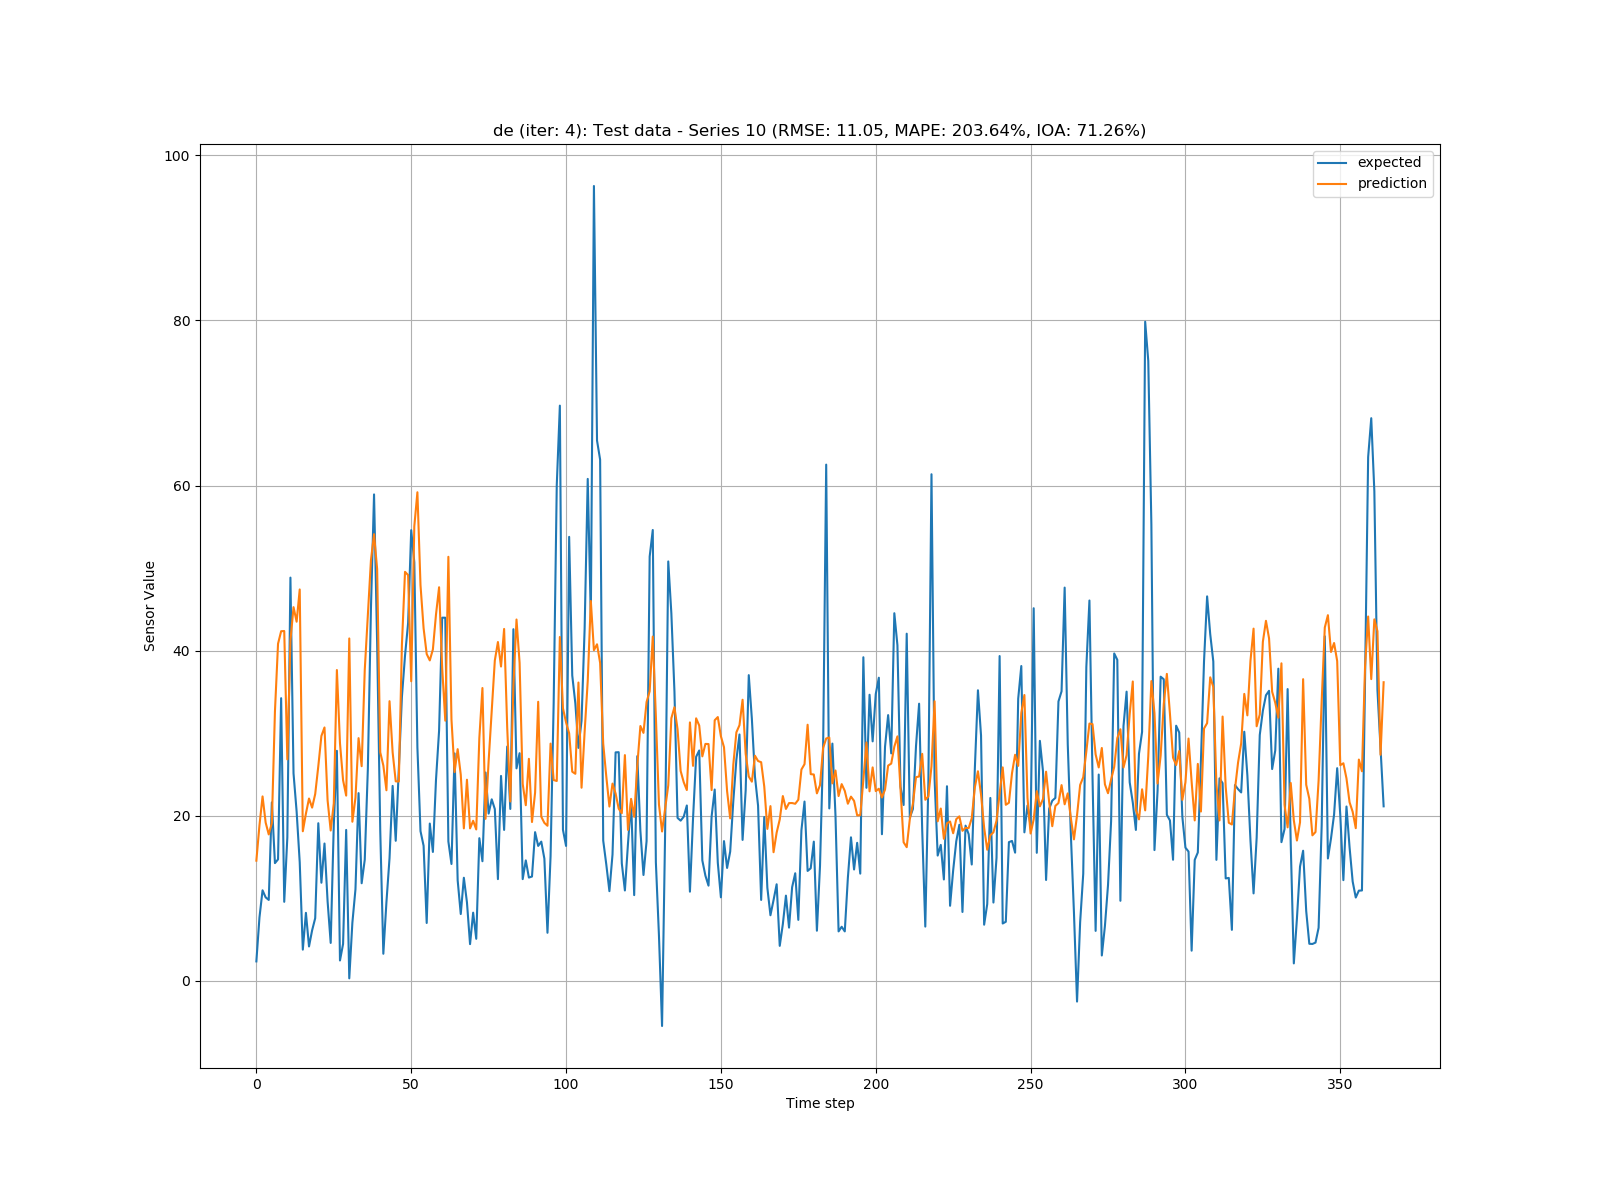 de (iter: 4): Test data - Series 10 (RMSE: 11.05, MAPE: 203.64%, IOA: 71.26%)
expected
prediction
100
80
60
40
20
0
Sensor Value
0 50 100 150 200 250 300 350
Time step